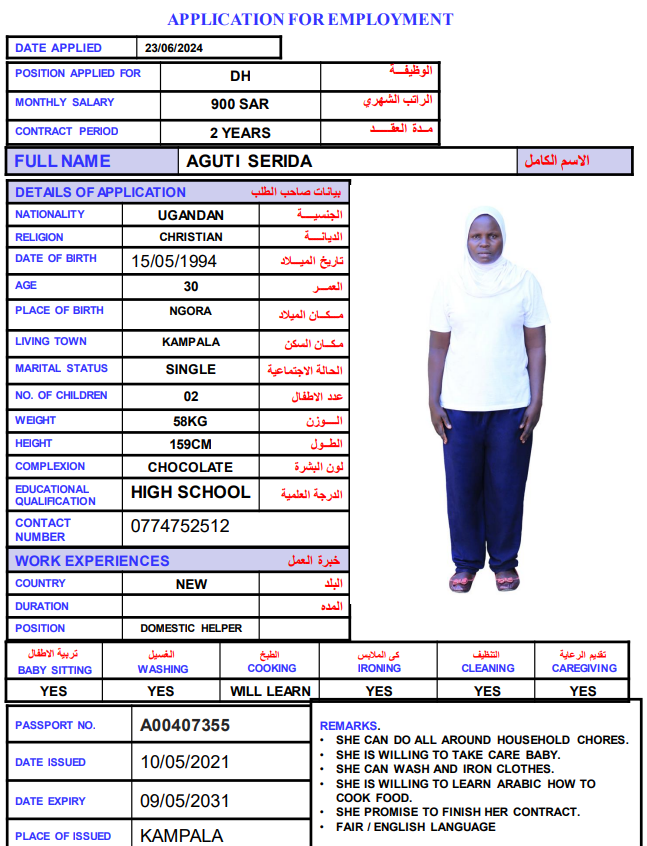 APPLICATION FOR EMPLOYMENT
DATE APPLIED 23/06/2024
POSITION APPLIED FOR DH الوظيفـــة
MONTHLY SALARY 900 SAR الراتب الشهري
CONTRACT PERIOD 2 YEARS مـدة العقـــد
FULL NAME AGUTI SERIDA الاسم الكامل
DETAILS OF APPLICATION بيانات صاحب الطلب
NATIONALITY UGANDAN الجنسيـــة
RELIGION CHRISTIAN الديانـــة
DATE OF BIRTH 15/05/1994 تاريخ الميـــلاد
AGE 30 العمــر
PLACE OF BIRTH NGORA مـكــان الميلاد
LIVING TOWN KAMPALA مـكــان السكن
MARITAL STATUS SINGLE الحالة الاجتماعية
NO. OF CHILDREN 02 عدد الاطفال
WEIGHT 58KG الـــوزن
HEIGHT 159CM الطــول
COMPLEXION CHOCOLATE لون البشرة
EDUCATIONAL QUALIFICATION HIGH SCHOOL الدرجة العلمية
CONTACT NUMBER 0774752512
WORK EXPERIENCES خبرة العمل
COUNTRY NEW البلد
DURATION المده
POSITION DOMESTIC HELPER
تربية الاطفال الغسيل الطبخ كى الملابس التنظيف تقديم الرعاية
BABY SITTING WASHING COOKING IRONING CLEANING CAREGIVING
YES YES WILL LEARN YES YES YES
PASSPORT NO. A00407355
DATE ISSUED 10/05/2021
DATE EXPIRY 09/05/2031
PLACE OF ISSUED KAMPALA
REMARKS.
• SHE CAN DO ALL AROUND HOUSEHOLD CHORES.
• SHE IS WILLING TO TAKE CARE BABY.
• SHE CAN WASH AND IRON CLOTHES.
• SHE IS WILLING TO LEARN ARABIC HOW TO
COOK FOOD.
• SHE PROMISE TO FINISH HER CONTRACT.
• FAIR / ENGLISH LANGUAGE